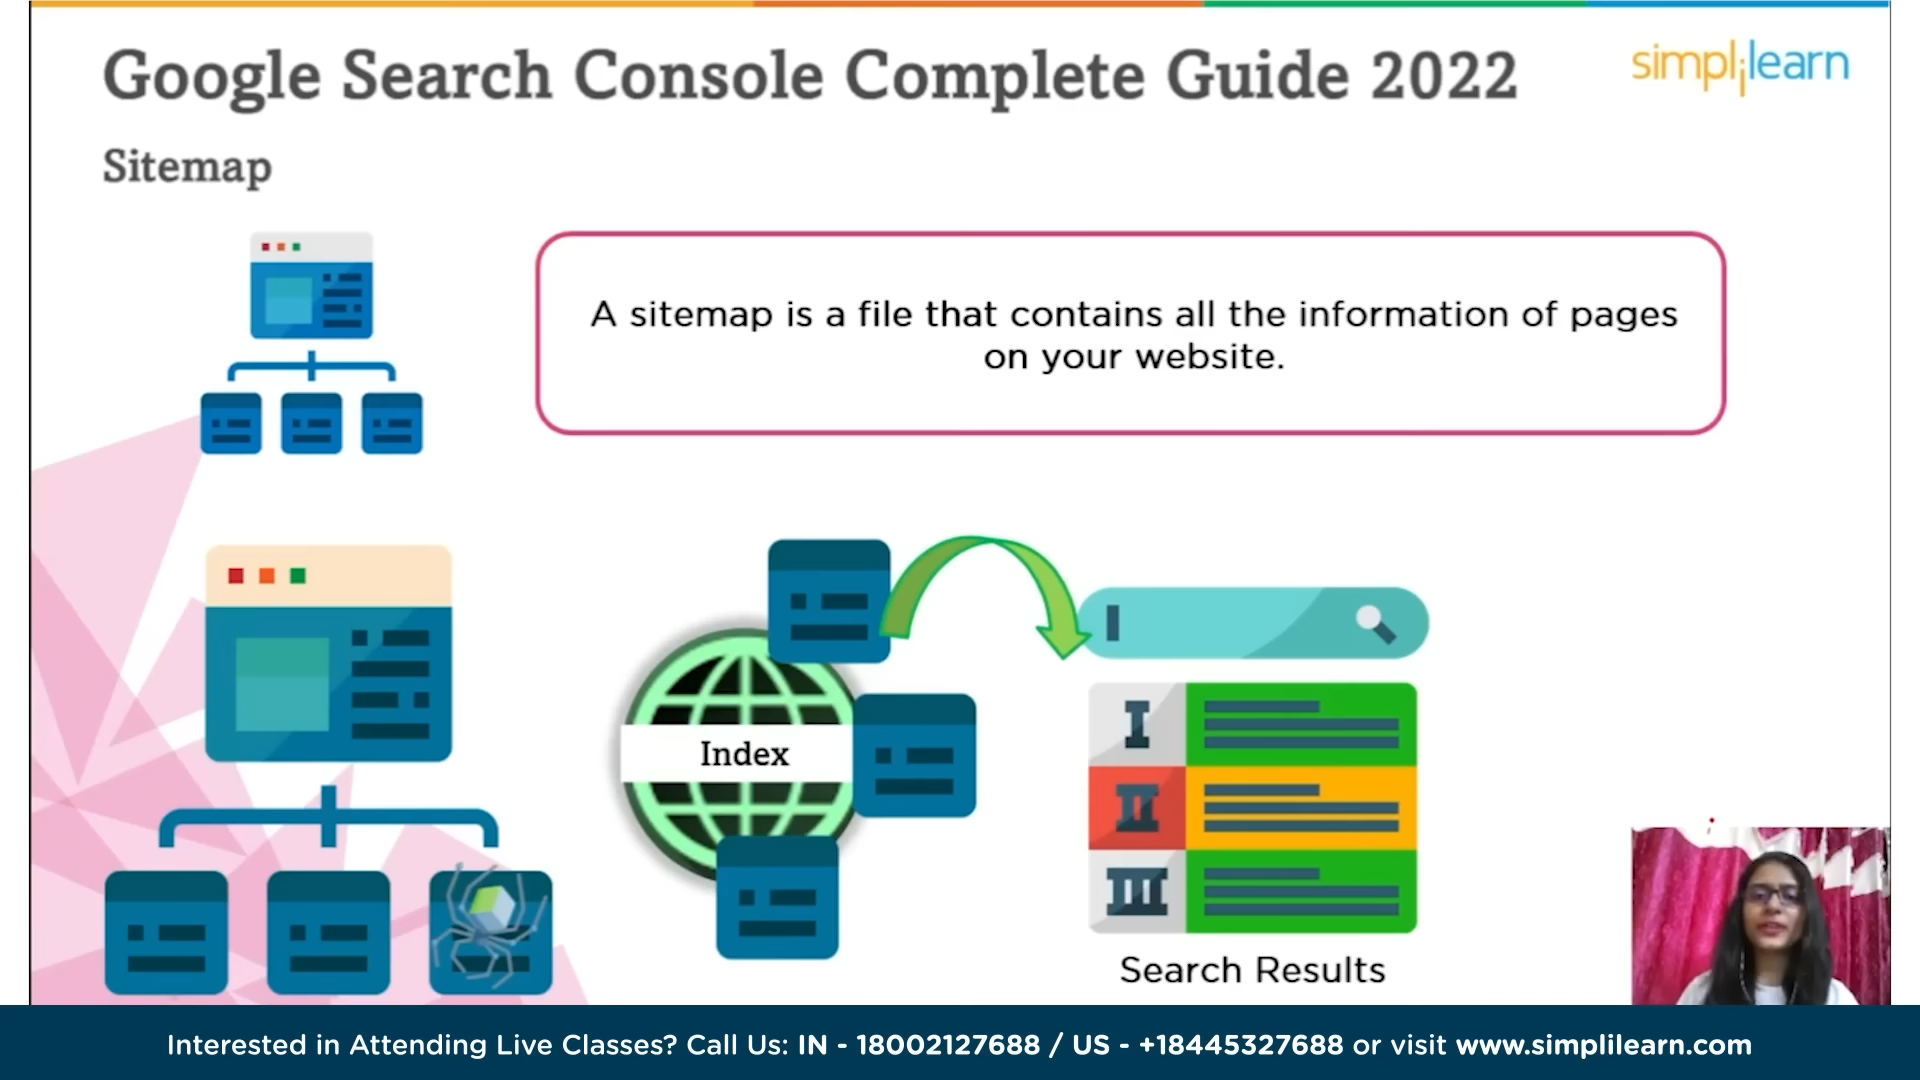 Google Search Console Complete Guide 2022
simplilearn
Sitemap
A sitemap is a file that contains all the information of pages
on your website.
Index
I
II
III
Search Results
Interested in Attending Live Classes? Call Us: IN - 18002127688 / US - +18445327688 or visit www.simplilearn.com